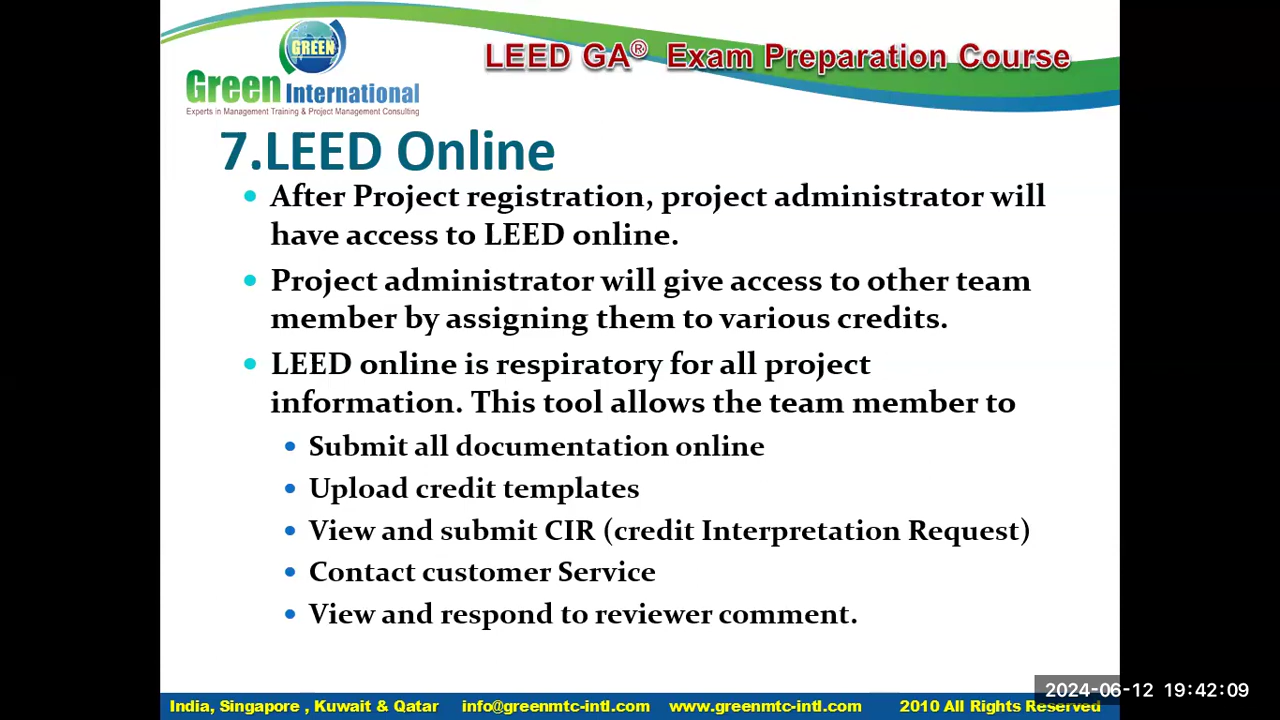 LEED GA® Exam Preparation Course
GREEN
Green International
Experts in Management Training & Project Management Consulting
7.LEED Online
• After Project registration, project administrator will
have access to LEED online.
• Project administrator will give access to other team
member by assigning them to various credits.
• LEED online is respiratory for all project
information. This tool allows the team member to
• Submit all documentation online
• Upload credit templates
• View and submit CIR (credit Interpretation Request)
• Contact customer Service
• View and respond to reviewer comment.
2024-06-12 19:42:09
India, Singapore , Kuwait & Qatar info@greenmtc-intl.com www.greenmtc-intl.com 2010 All Rights Reserved